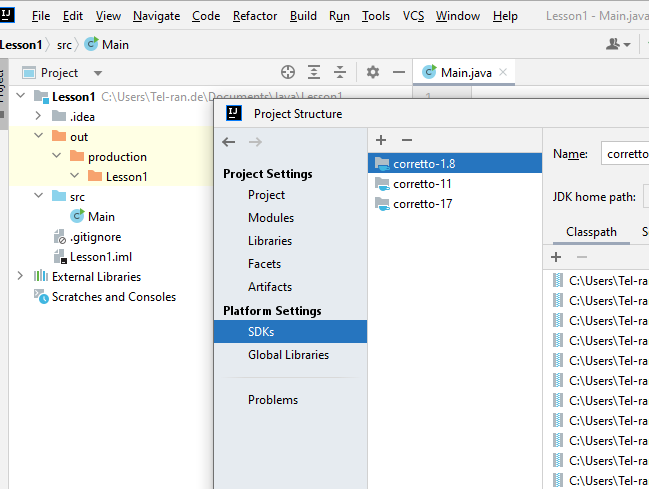 IJ File Edit View Navigate Code Refactor Build Run Tools VCS Window Help Lesson1 - Main.java
Lesson1 src Main
Project
Main.java
Project
1
Lesson1 C:\Users\Tel-ran.de\Documents\Java\Lesson1
.idea
out
production
Lesson1
src
Main
.gitignore
Lesson1.iml
External Libraries
Scratches and Consoles
IJ Project Structure
Project Settings
Project
Modules
Libraries
Facets
Artifacts
Platform Settings
SDKs
Global Libraries
Problems
corretto-1.8
corretto-11
corretto-17
Name: corretto
JDK home path:
Classpath S
C:\Users\Tel-ra
C:\Users\Tel-ra
C:\Users\Tel-ra
C:\Users\Tel-ra
C:\Users\Tel-ra
C:\Users\Tel-ra
C:\Users\Tel-ra
C:\Users\Tel-ra
C:\Users\Tel-ra
C:\Users\Tel-ra
C:\Users\Tel-ra